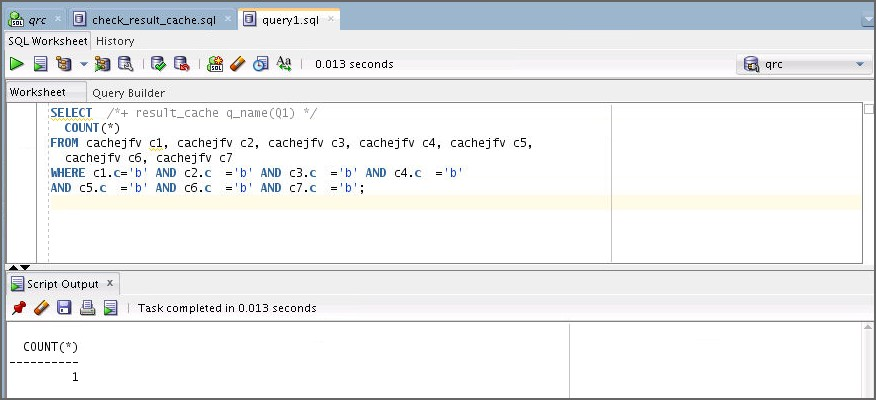 qrc check_result_cache.sql query1.sql
SQL Worksheet History
0.013 seconds qrc
Worksheet Query Builder
SELECT /*+ result_cache q_name(Q1) */
COUNT(*)
FROM cachejfv c1, cachejfv c2, cachejfv c3, cachejfv c4, cachejfv c5,
cachejfv c6, cachejfv c7
WHERE c1.c='b' AND c2.c ='b' AND c3.c ='b' AND c4.c ='b'
AND c5.c ='b' AND c6.c ='b' AND c7.c ='b';
Script Output x
Task completed in 0.013 seconds
COUNT(*)
----------
1